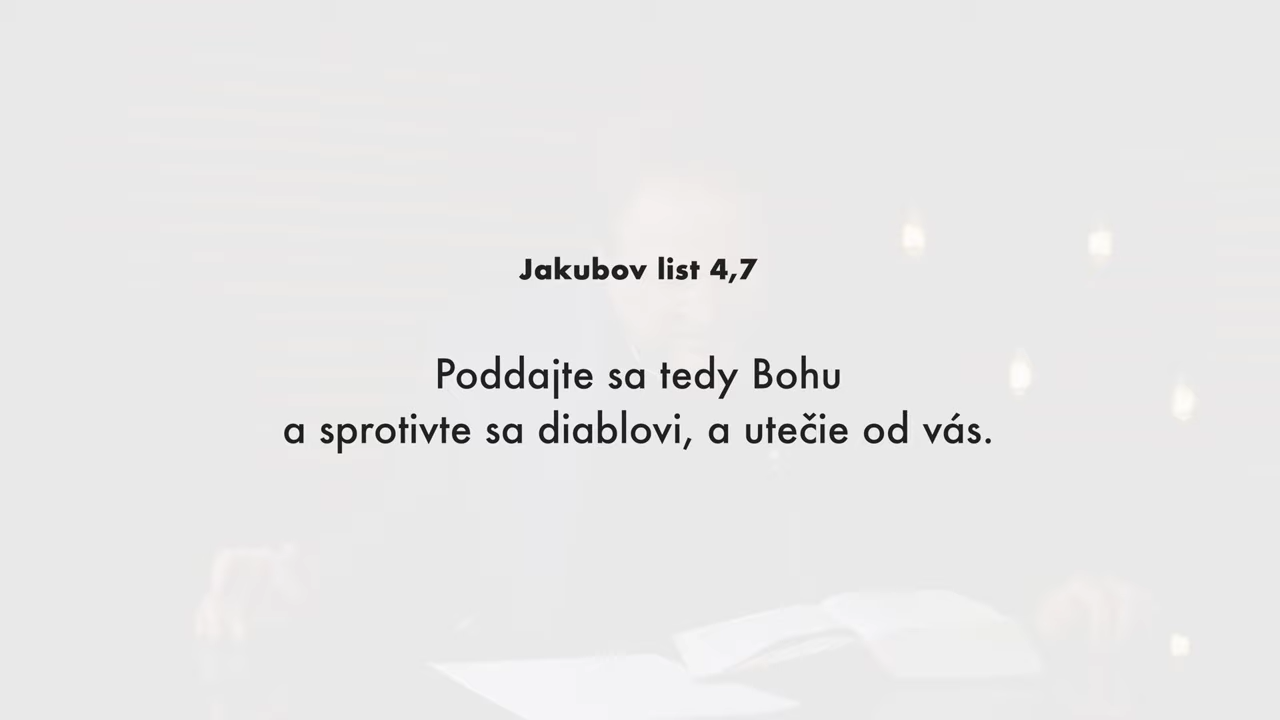 Jakubov list 4,7
Poddajte sa tedy Bohu
a sprotivte sa diablovi, a utečie od vás.